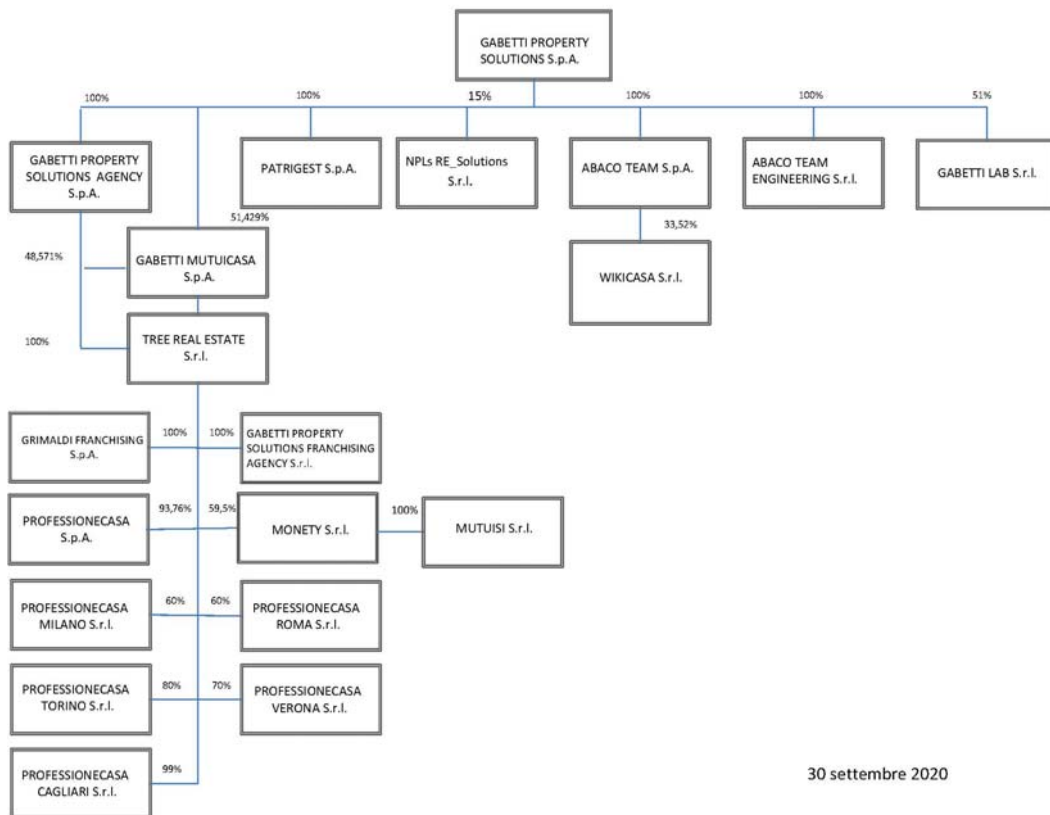 GABETTI PROPERTY
SOLUTIONS S.p.A.
100%
100%
15%
100%
100%
51%
GABETTI PROPERTY
SOLUTIONS AGENCY
S.p.A.
PATRIGEST S.p.A.
NPLs RE_Solutions
S.r.l.
ABACO TEAM S.p.A.
ABACO TEAM
ENGINEERING S.r.l.
GABETTI LAB S.r.l.
51,429%
33,52%
48,571%
GABETTI MUTUICASA
S.p.A.
WIKICASA S.r.l.
100%
TREE REAL ESTATE
S.r.l.
GRIMALDI FRANCHISING
S.p.A.
100%
100%
GABETTI PROPERTY
SOLUTIONS FRANCHISING
AGENCY S.r.l.
PROFESSIONECASA
S.p.A.
93,76%
59,5%
MONETY S.r.l.
100%
MUTUISI S.r.l.
PROFESSIONECASA
MILANO S.r.l.
60%
60%
PROFESSIONECASA
ROMA S.r.l.
PROFESSIONECASA
TORINO S.r.l.
80%
70%
PROFESSIONECASA
VERONA S.r.l.
PROFESSIONECASA
CAGLIARI S.r.l.
99%
30 settembre 2020